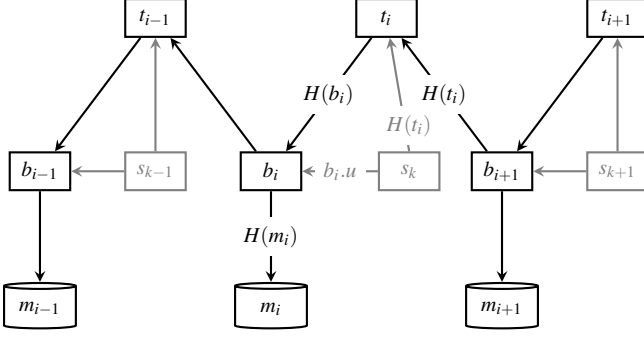 t_{i−1} t_i t_{i+1}
H(b_i) H(t_i)
H(t_i)
b_{i−1} s_{k−1} b_i b_i.u s_k b_{i+1} s_{k+1}
H(m_i)
m_{i−1} m_i m_{i+1}